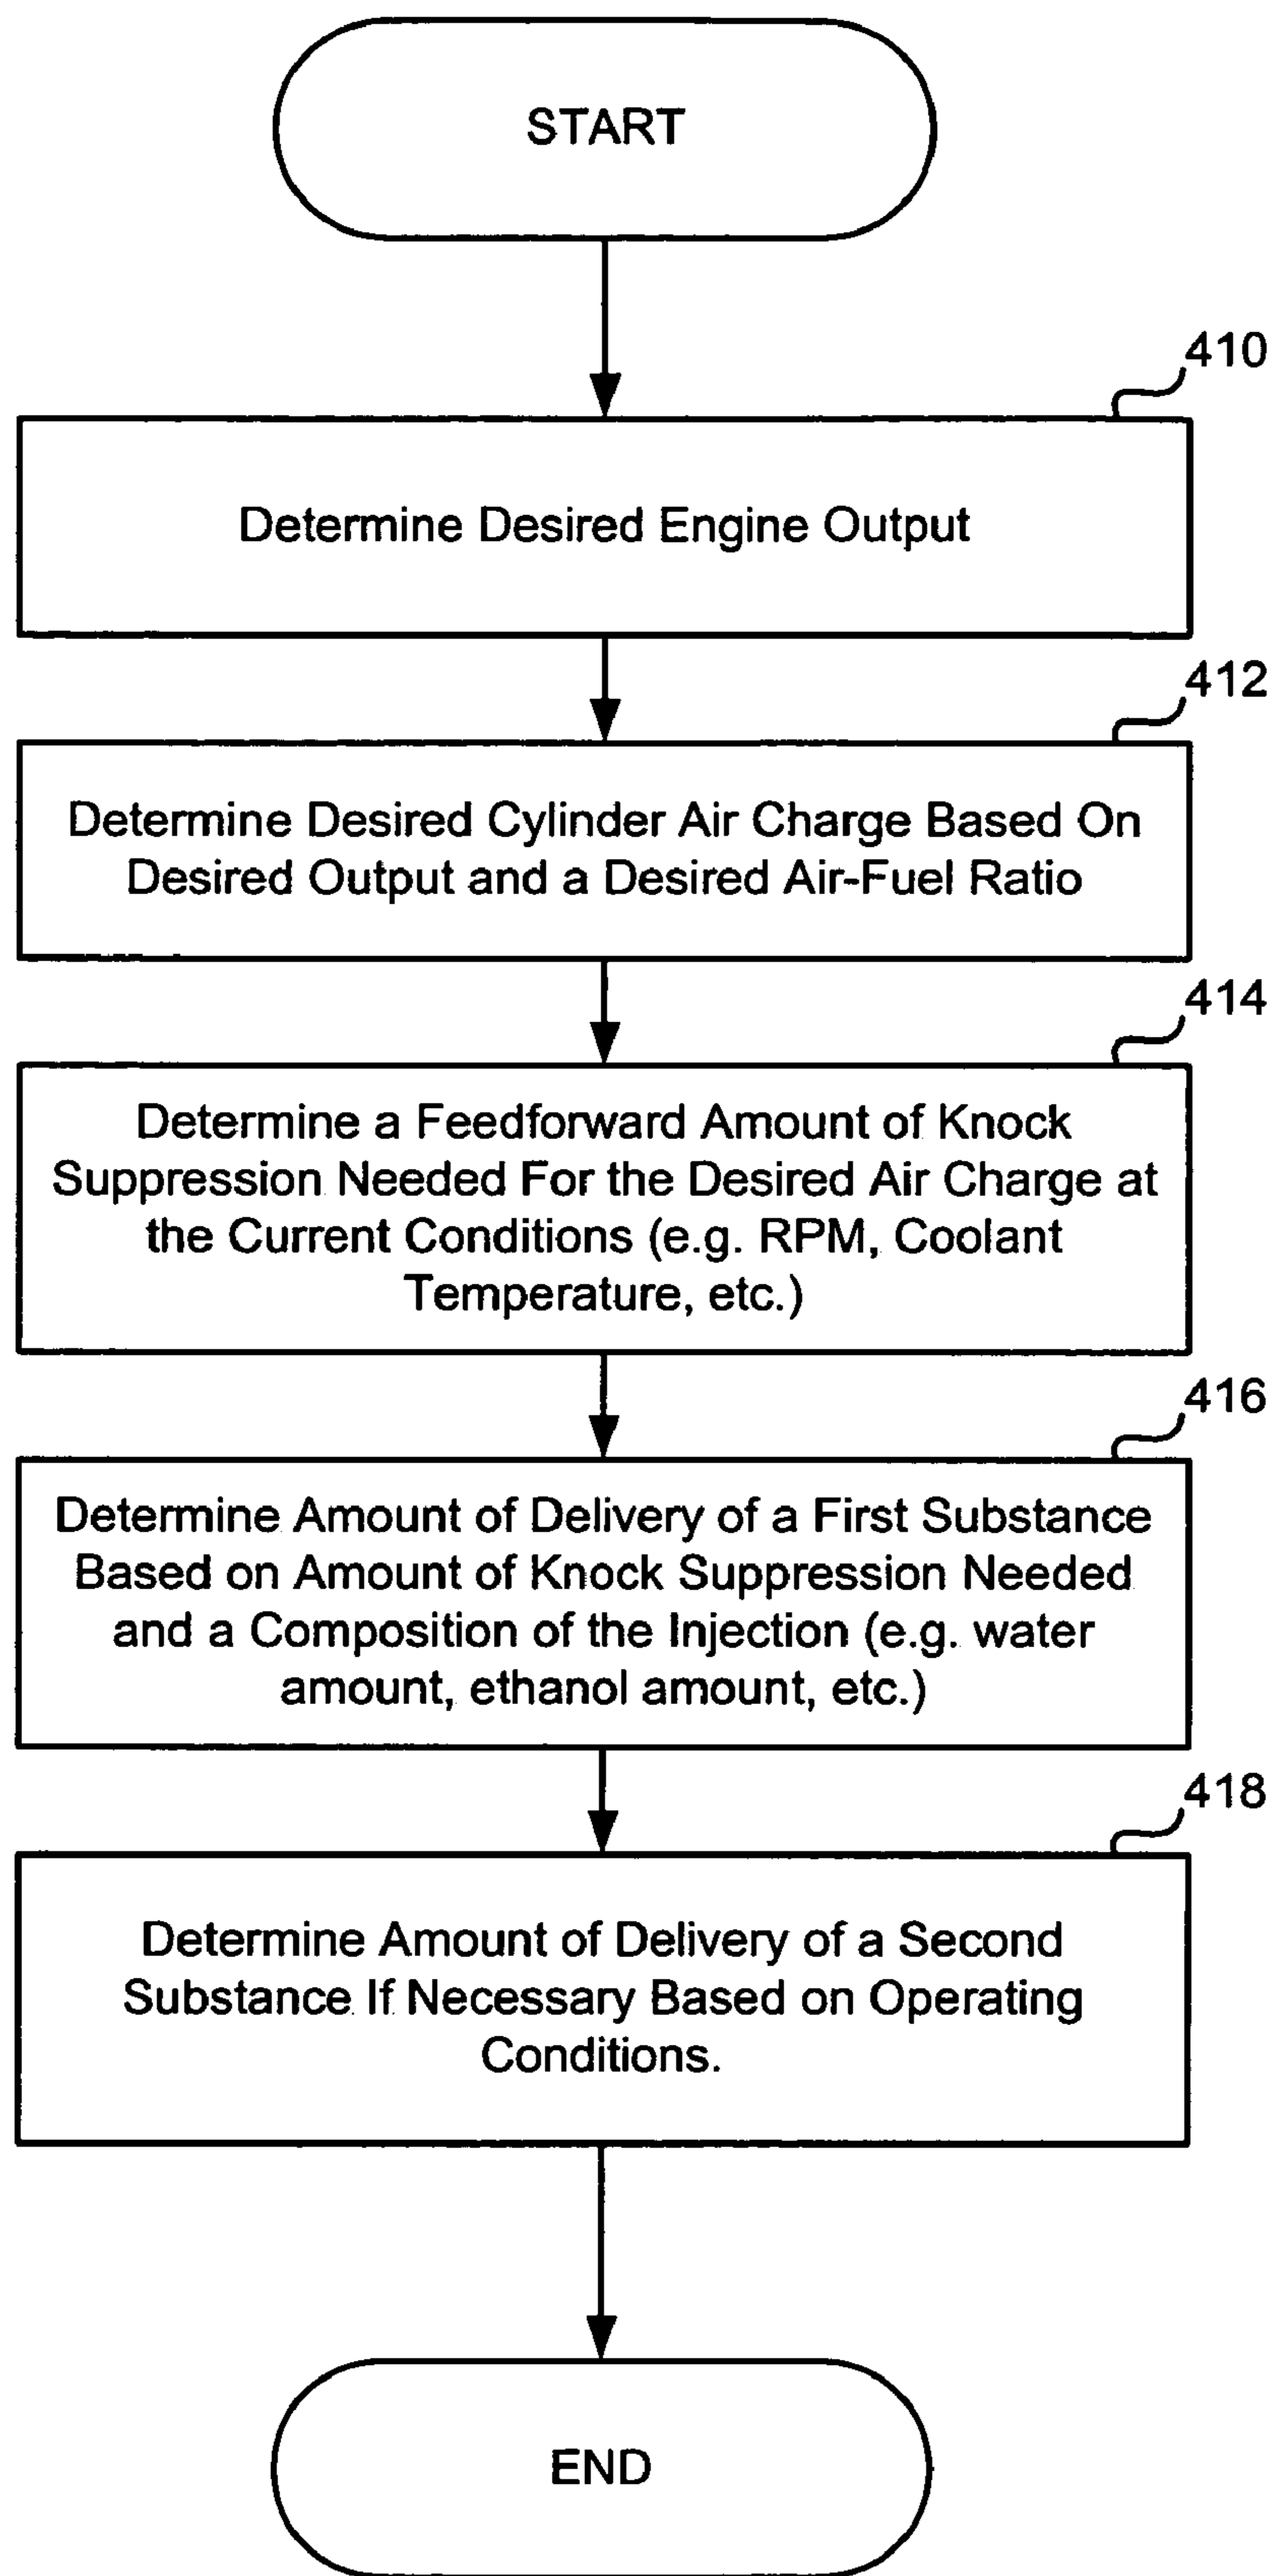 START
410
Determine Desired Engine Output
412
Determine Desired Cylinder Air Charge Based On
Desired Output and a Desired Air-Fuel Ratio
414
Determine a Feedforward Amount of Knock
Suppression Needed For the Desired Air Charge at
the Current Conditions (e.g. RPM, Coolant
Temperature, etc.)
416
Determine Amount of Delivery of a First Substance
Based on Amount of Knock Suppression Needed
and a Composition of the Injection (e.g. water
amount, ethanol amount, etc.)
418
Determine Amount of Delivery of a Second
Substance If Necessary Based on Operating
Conditions.
END